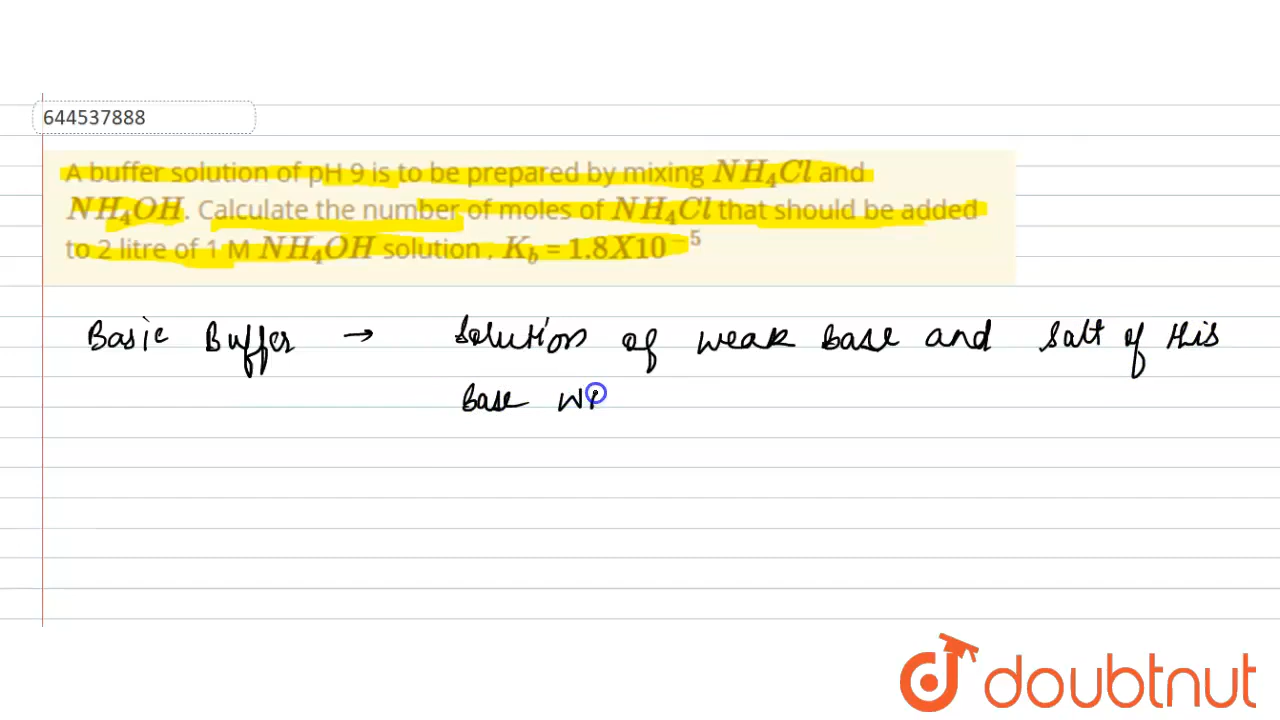 644537888
A buffer solution of pH 9 is to be prepared by mixing NH₄Cl and
NH₄OH. Calculate the number of moles of NH₄Cl that should be added
to 2 litre of 1 M NH₄OH solution , K_b = 1.8X10⁻⁵
Basic Buffer → Solution of weak Base and Salt of this
Base Wi
doubtnut